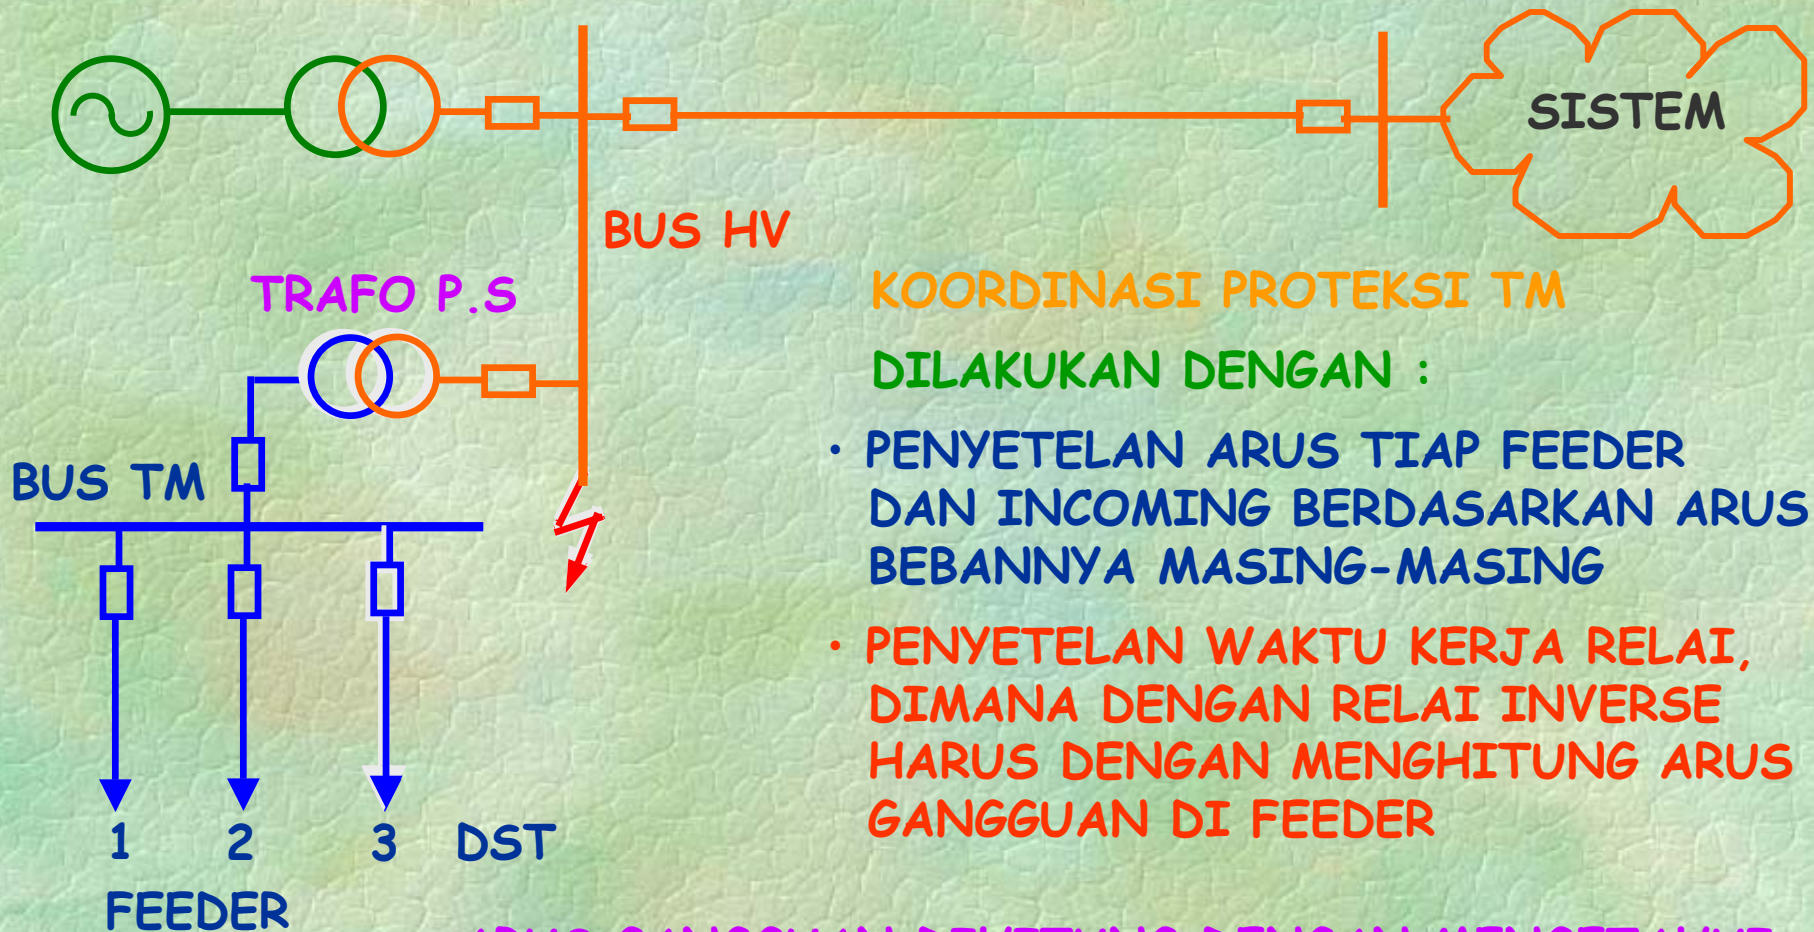 SISTEM
BUS HV
TRAFO P.S
KOORDINASI PROTEKSI TM
DILAKUKAN DENGAN :
• PENYETELAN ARUS TIAP FEEDER
DAN INCOMING BERDASARKAN ARUS
BEBANNYA MASING-MASING
BUS TM
• PENYETELAN WAKTU KERJA RELAI,
DIMANA DENGAN RELAI INVERSE
HARUS DENGAN MENGHITUNG ARUS
GANGGUAN DI FEEDER
1 2 3 DST
FEEDER